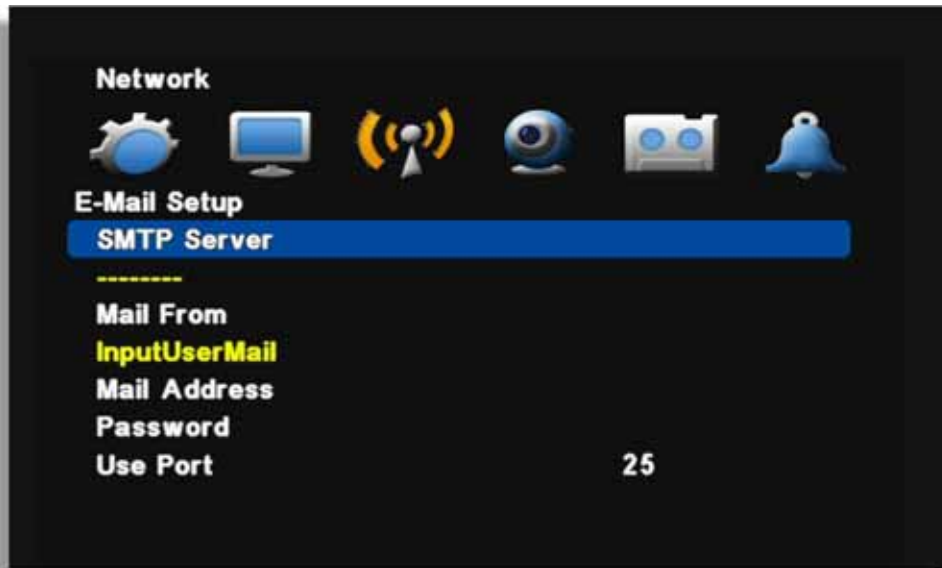 Network
E-Mail Setup
SMTP Server
--------
Mail From
InputUserMail
Mail Address
Password
Use Port 25